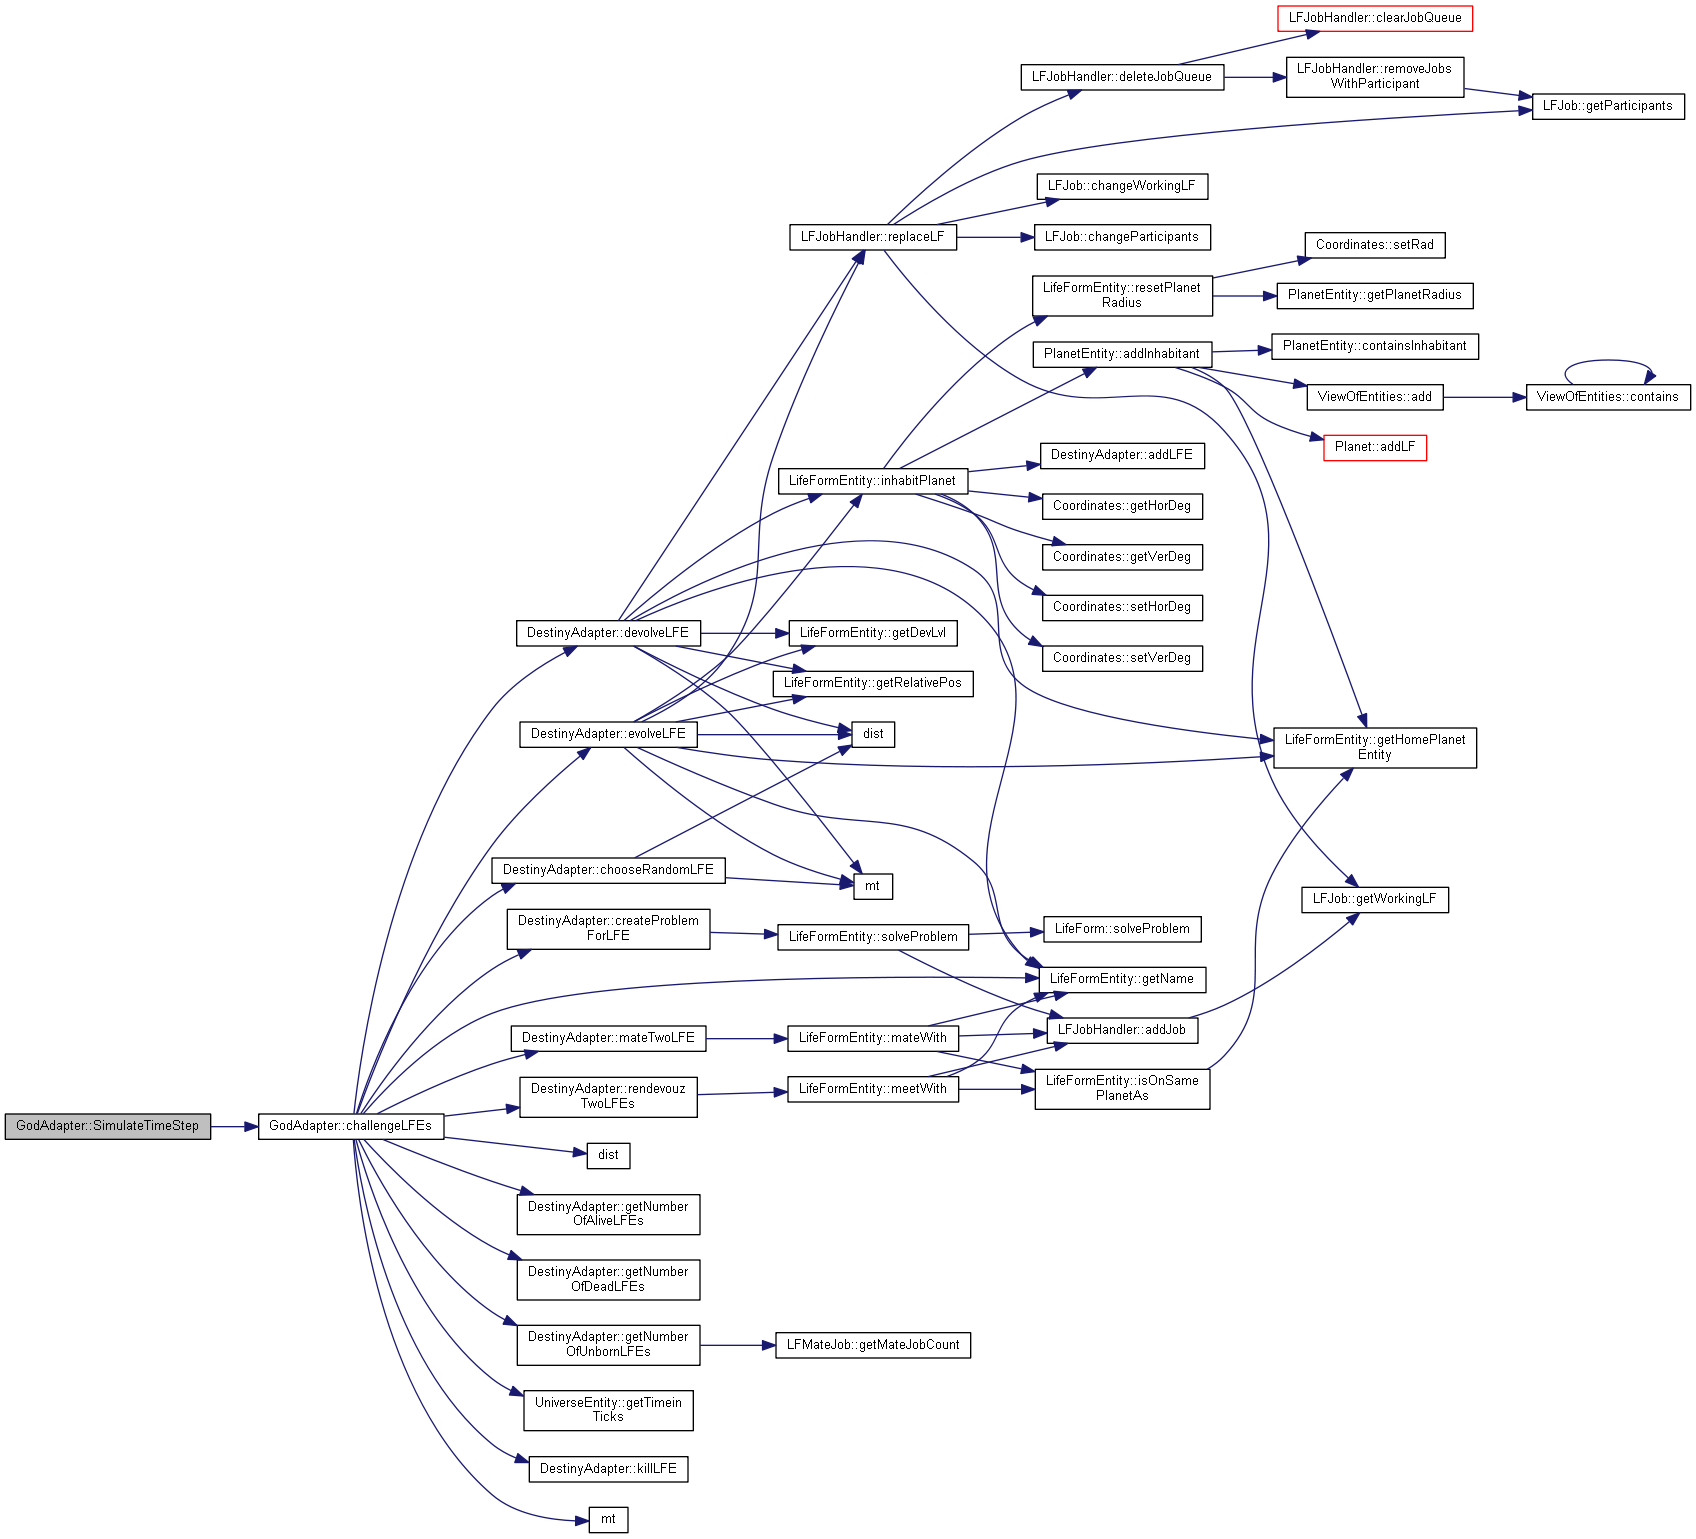 LFJobHandler::clearJobQueue
LFJobHandler::deleteJobQueue
LFJobHandler::removeJobs
WithParticipant
LFJob::getParticipants
LFJob::changeWorkingLF
LFJobHandler::replaceLF
LFJob::changeParticipants
Coordinates::setRad
LifeFormEntity::resetPlanet
Radius
PlanetEntity::getPlanetRadius
PlanetEntity::addInhabitant
PlanetEntity::containsInhabitant
ViewOfEntities::add
ViewOfEntities::contains
Planet::addLF
DestinyAdapter::addLFE
LifeFormEntity::inhabitPlanet
Coordinates::getHorDeg
Coordinates::getVerDeg
Coordinates::setHorDeg
Coordinates::setVerDeg
DestinyAdapter::devolveLFE
LifeFormEntity::getDevLvl
LifeFormEntity::getRelativePos
DestinyAdapter::evolveLFE
dist
LifeFormEntity::getHomePlanet
Entity
DestinyAdapter::chooseRandomLFE
mt
LFJob::getWorkingLF
DestinyAdapter::createProblem
ForLFE
LifeFormEntity::solveProblem
LifeForm::solveProblem
LifeFormEntity::getName
DestinyAdapter::mateTwoLFE
LifeFormEntity::mateWith
LFJobHandler::addJob
DestinyAdapter::rendevouz
TwoLFEs
LifeFormEntity::meetWith
LifeFormEntity::isOnSame
PlanetAs
GodAdapter::SimulateTimeStep
GodAdapter::challengeLFEs
dist
DestinyAdapter::getNumber
OfAliveLFEs
DestinyAdapter::getNumber
OfDeadLFEs
DestinyAdapter::getNumber
OfUnbornLFEs
LFMateJob::getMateJobCount
UniverseEntity::getTimein
Ticks
DestinyAdapter::killLFE
mt